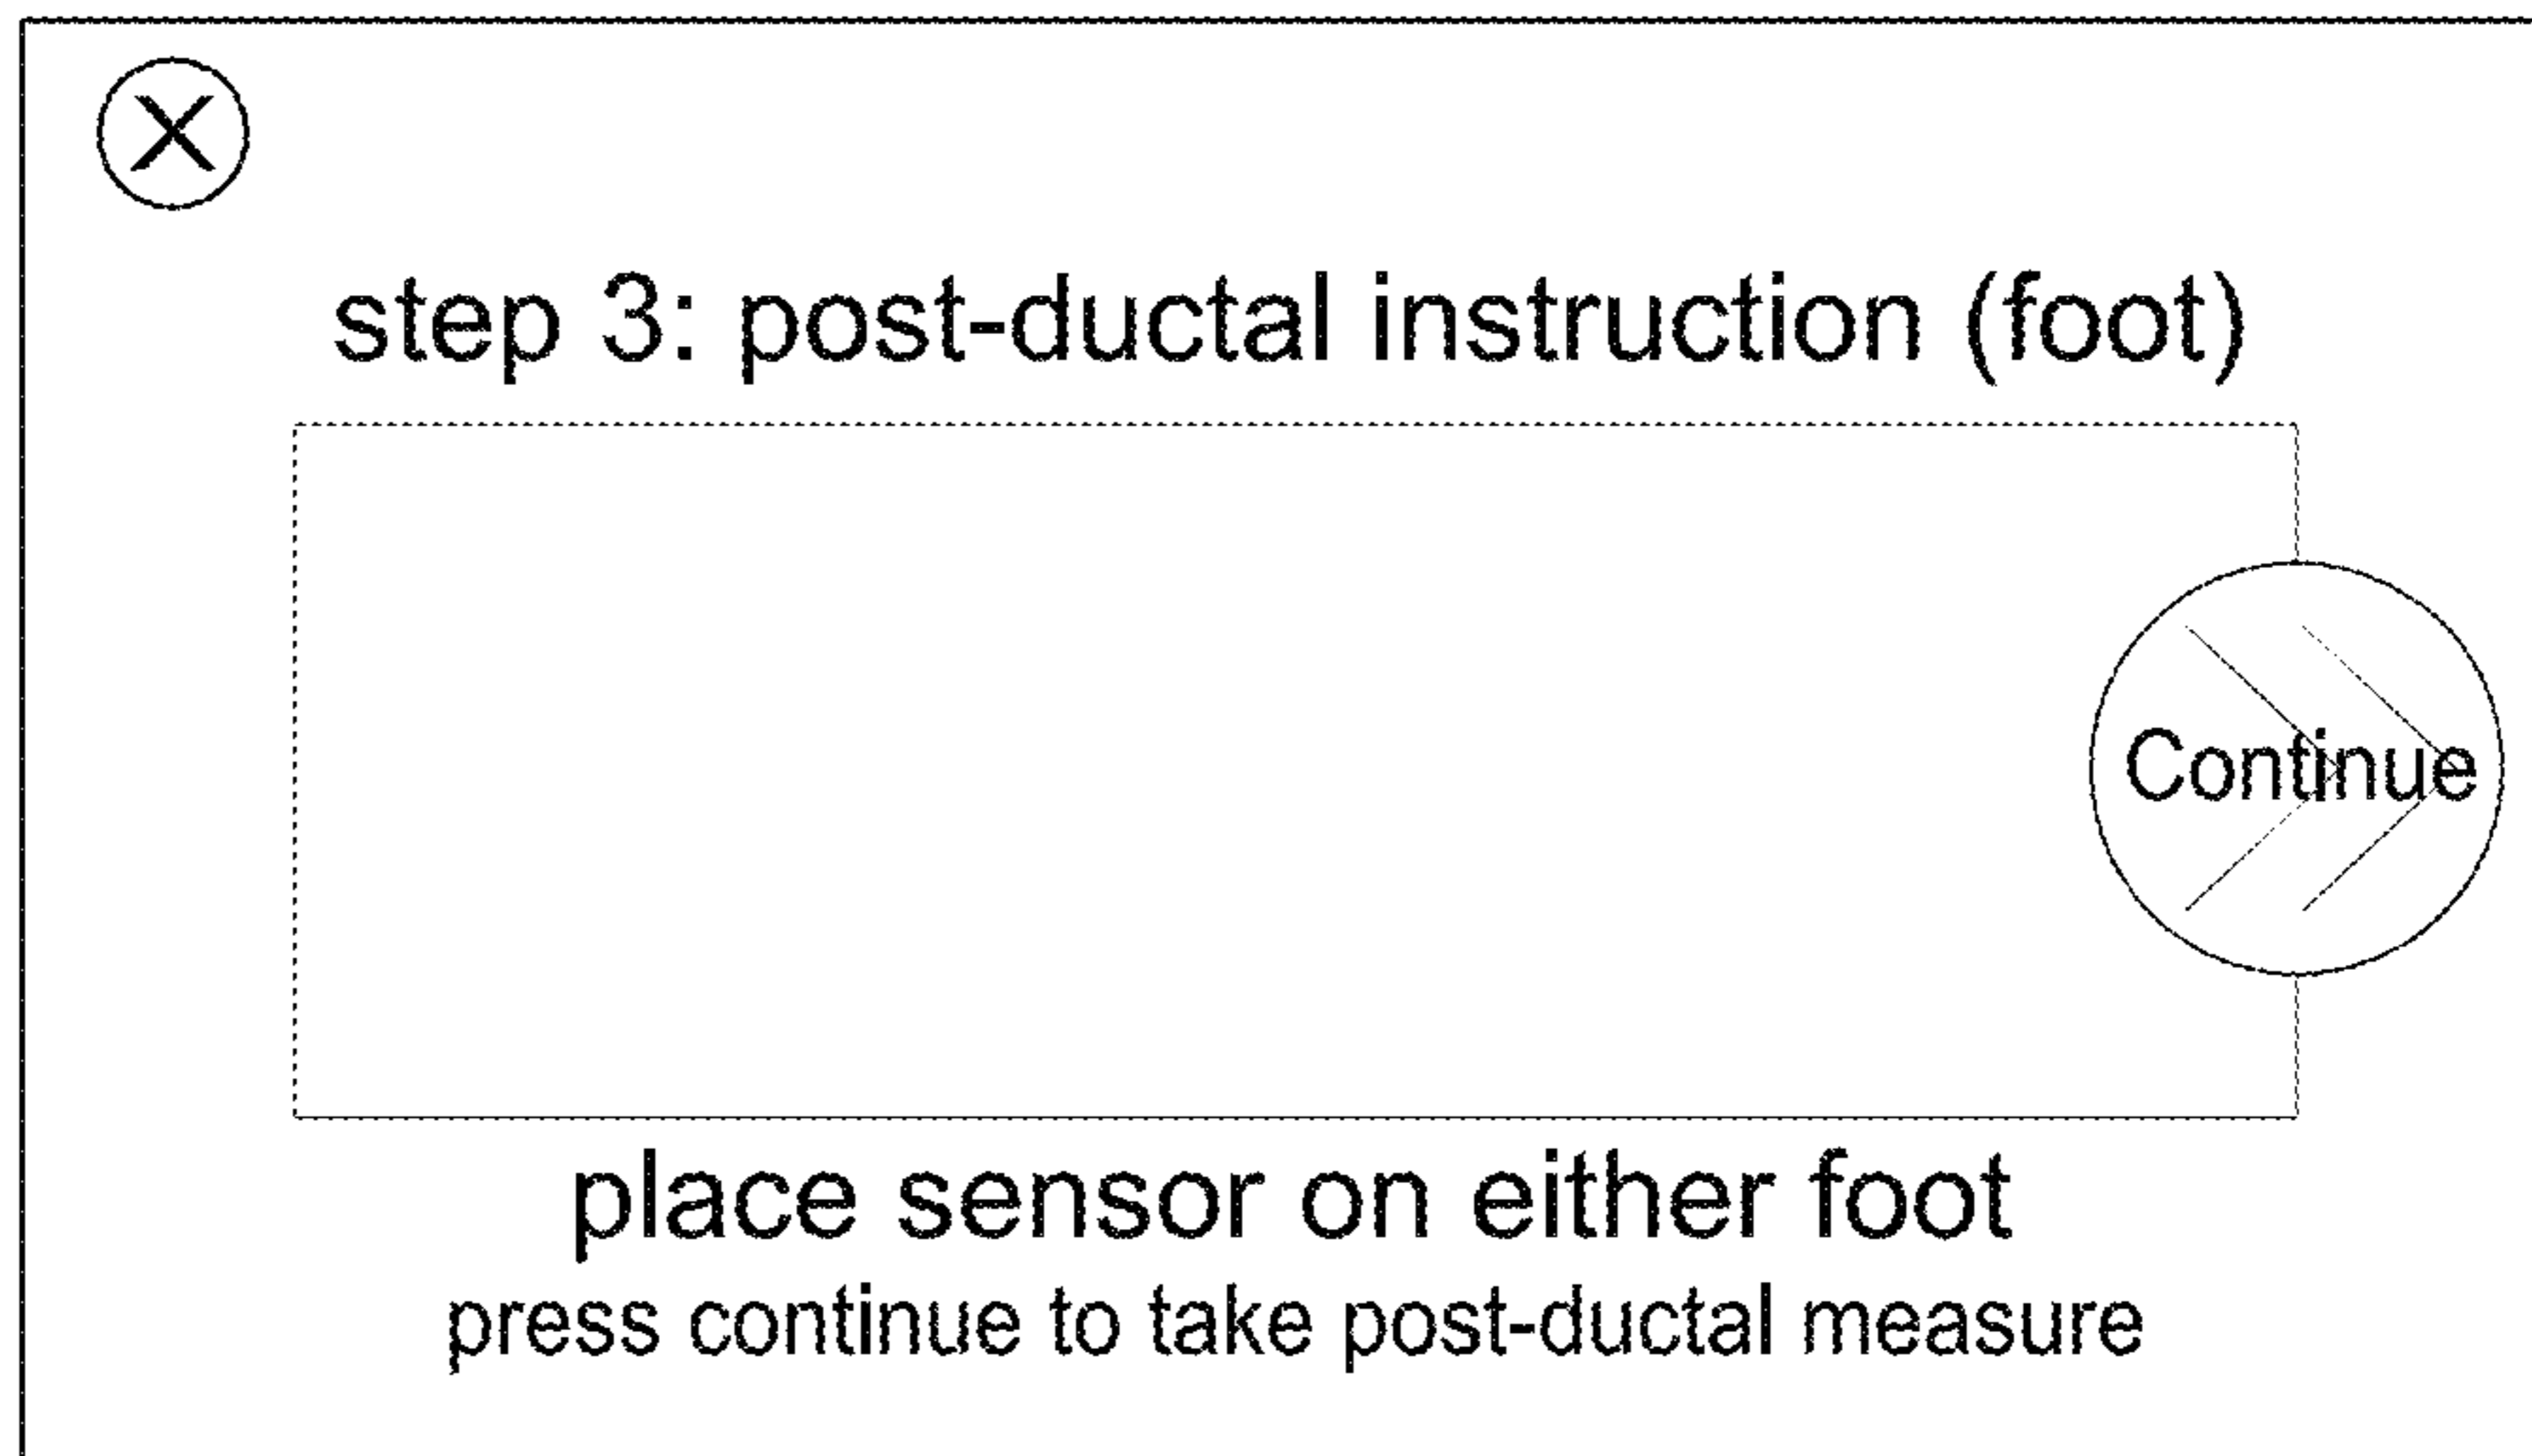 X
step 3: post-ductal instruction (foot)
Continue
place sensor on either foot
press continue to take post-ductal measure